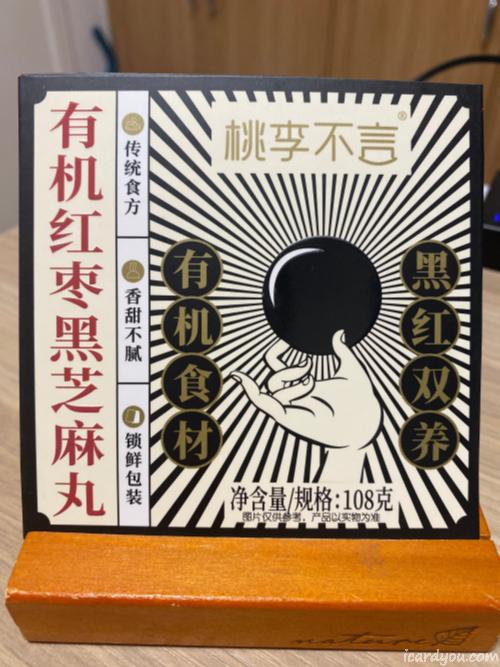 有机红枣黑芝麻丸
传统食方
香甜不腻
锁鲜包装
桃李不言®
有机食材
黑红双养
净含量/规格:108克
图片仅供参考,产品以实物为准
nature
icardyou.com